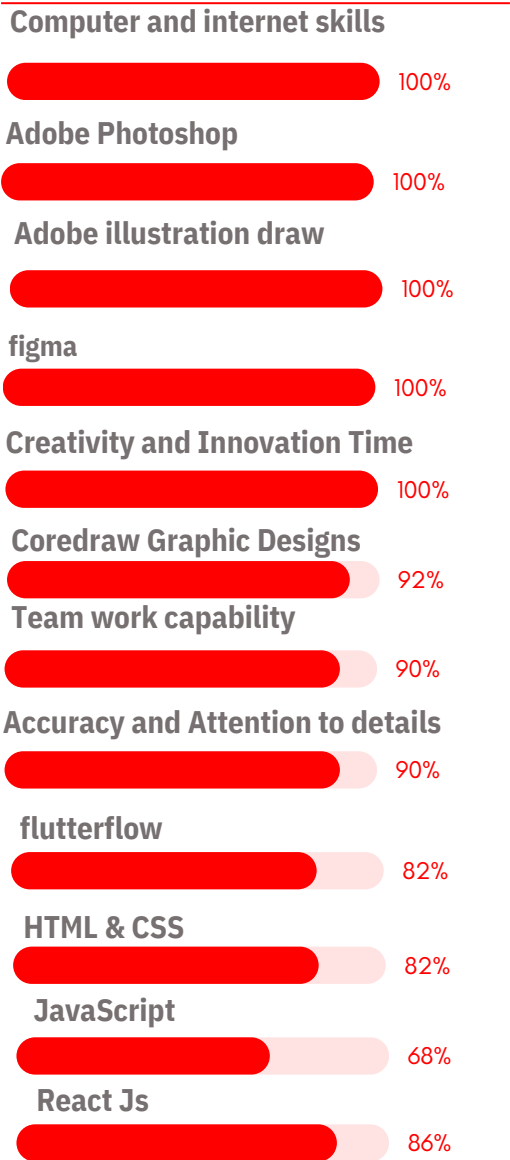 Computer and internet skills
100%
Adobe Photoshop
100%
Adobe illustration draw
100%
figma
100%
Creativity and Innovation Time
100%
Coredraw Graphic Designs
92%
Team work capability
90%
Accuracy and Attention to details
90%
flutterflow
82%
HTML & CSS
82%
JavaScript
68%
React Js
86%